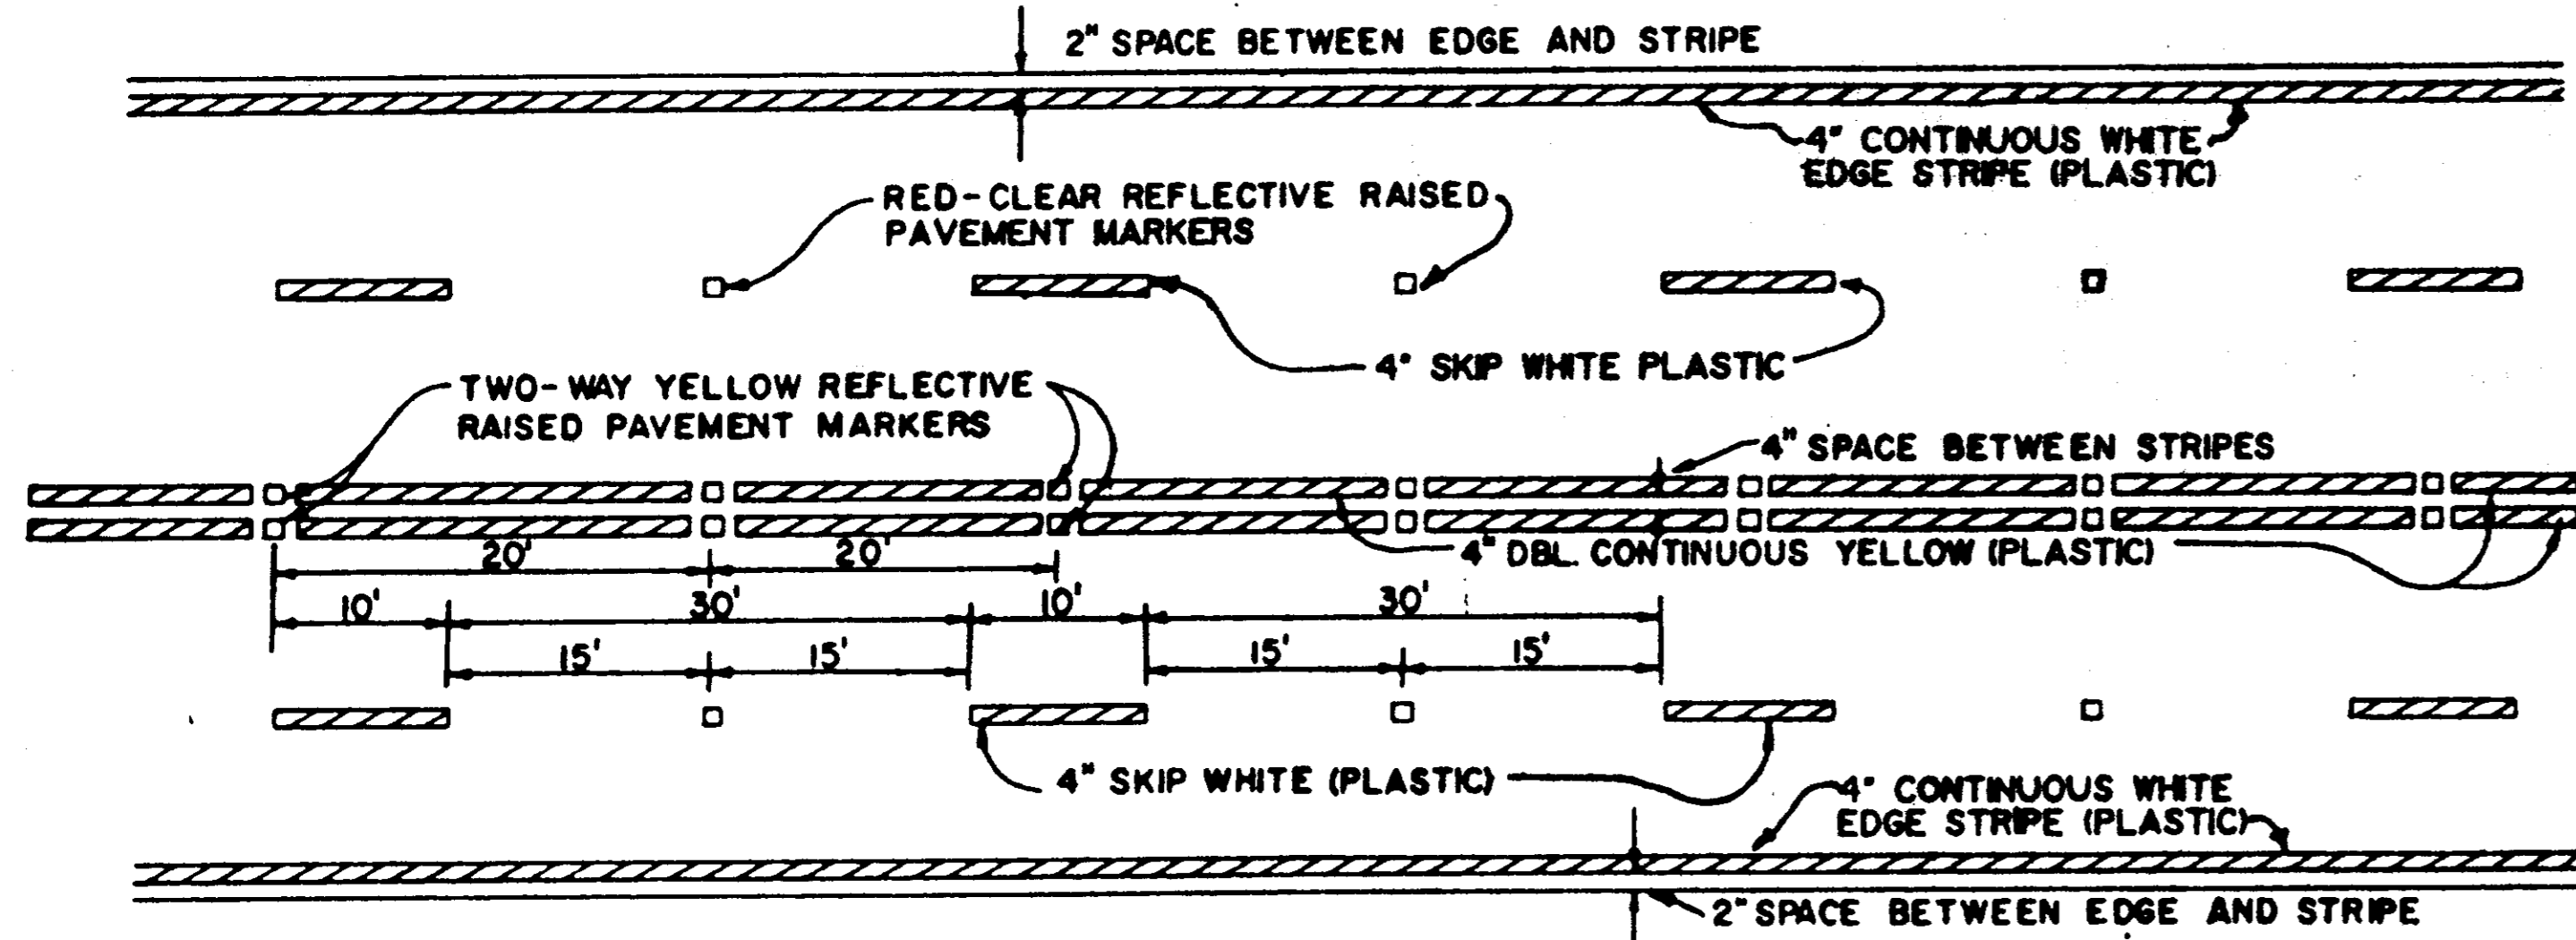 2" SPACE BETWEEN EDGE AND STRIPE
4" CONTINUOUS WHITE
EDGE STRIPE (PLASTIC)
RED-CLEAR REFLECTIVE RAISED
PAVEMENT MARKERS
4" SKIP WHITE PLASTIC
TWO-WAY YELLOW REFLECTIVE
RAISED PAVEMENT MARKERS
4" SPACE BETWEEN STRIPES
4" DBL. CONTINUOUS YELLOW (PLASTIC)
20' 20'
10' 30' 10' 30'
15' 15' 15' 15'
4" SKIP WHITE (PLASTIC)
4" CONTINUOUS WHITE
EDGE STRIPE (PLASTIC)
2" SPACE BETWEEN EDGE AND STRIPE